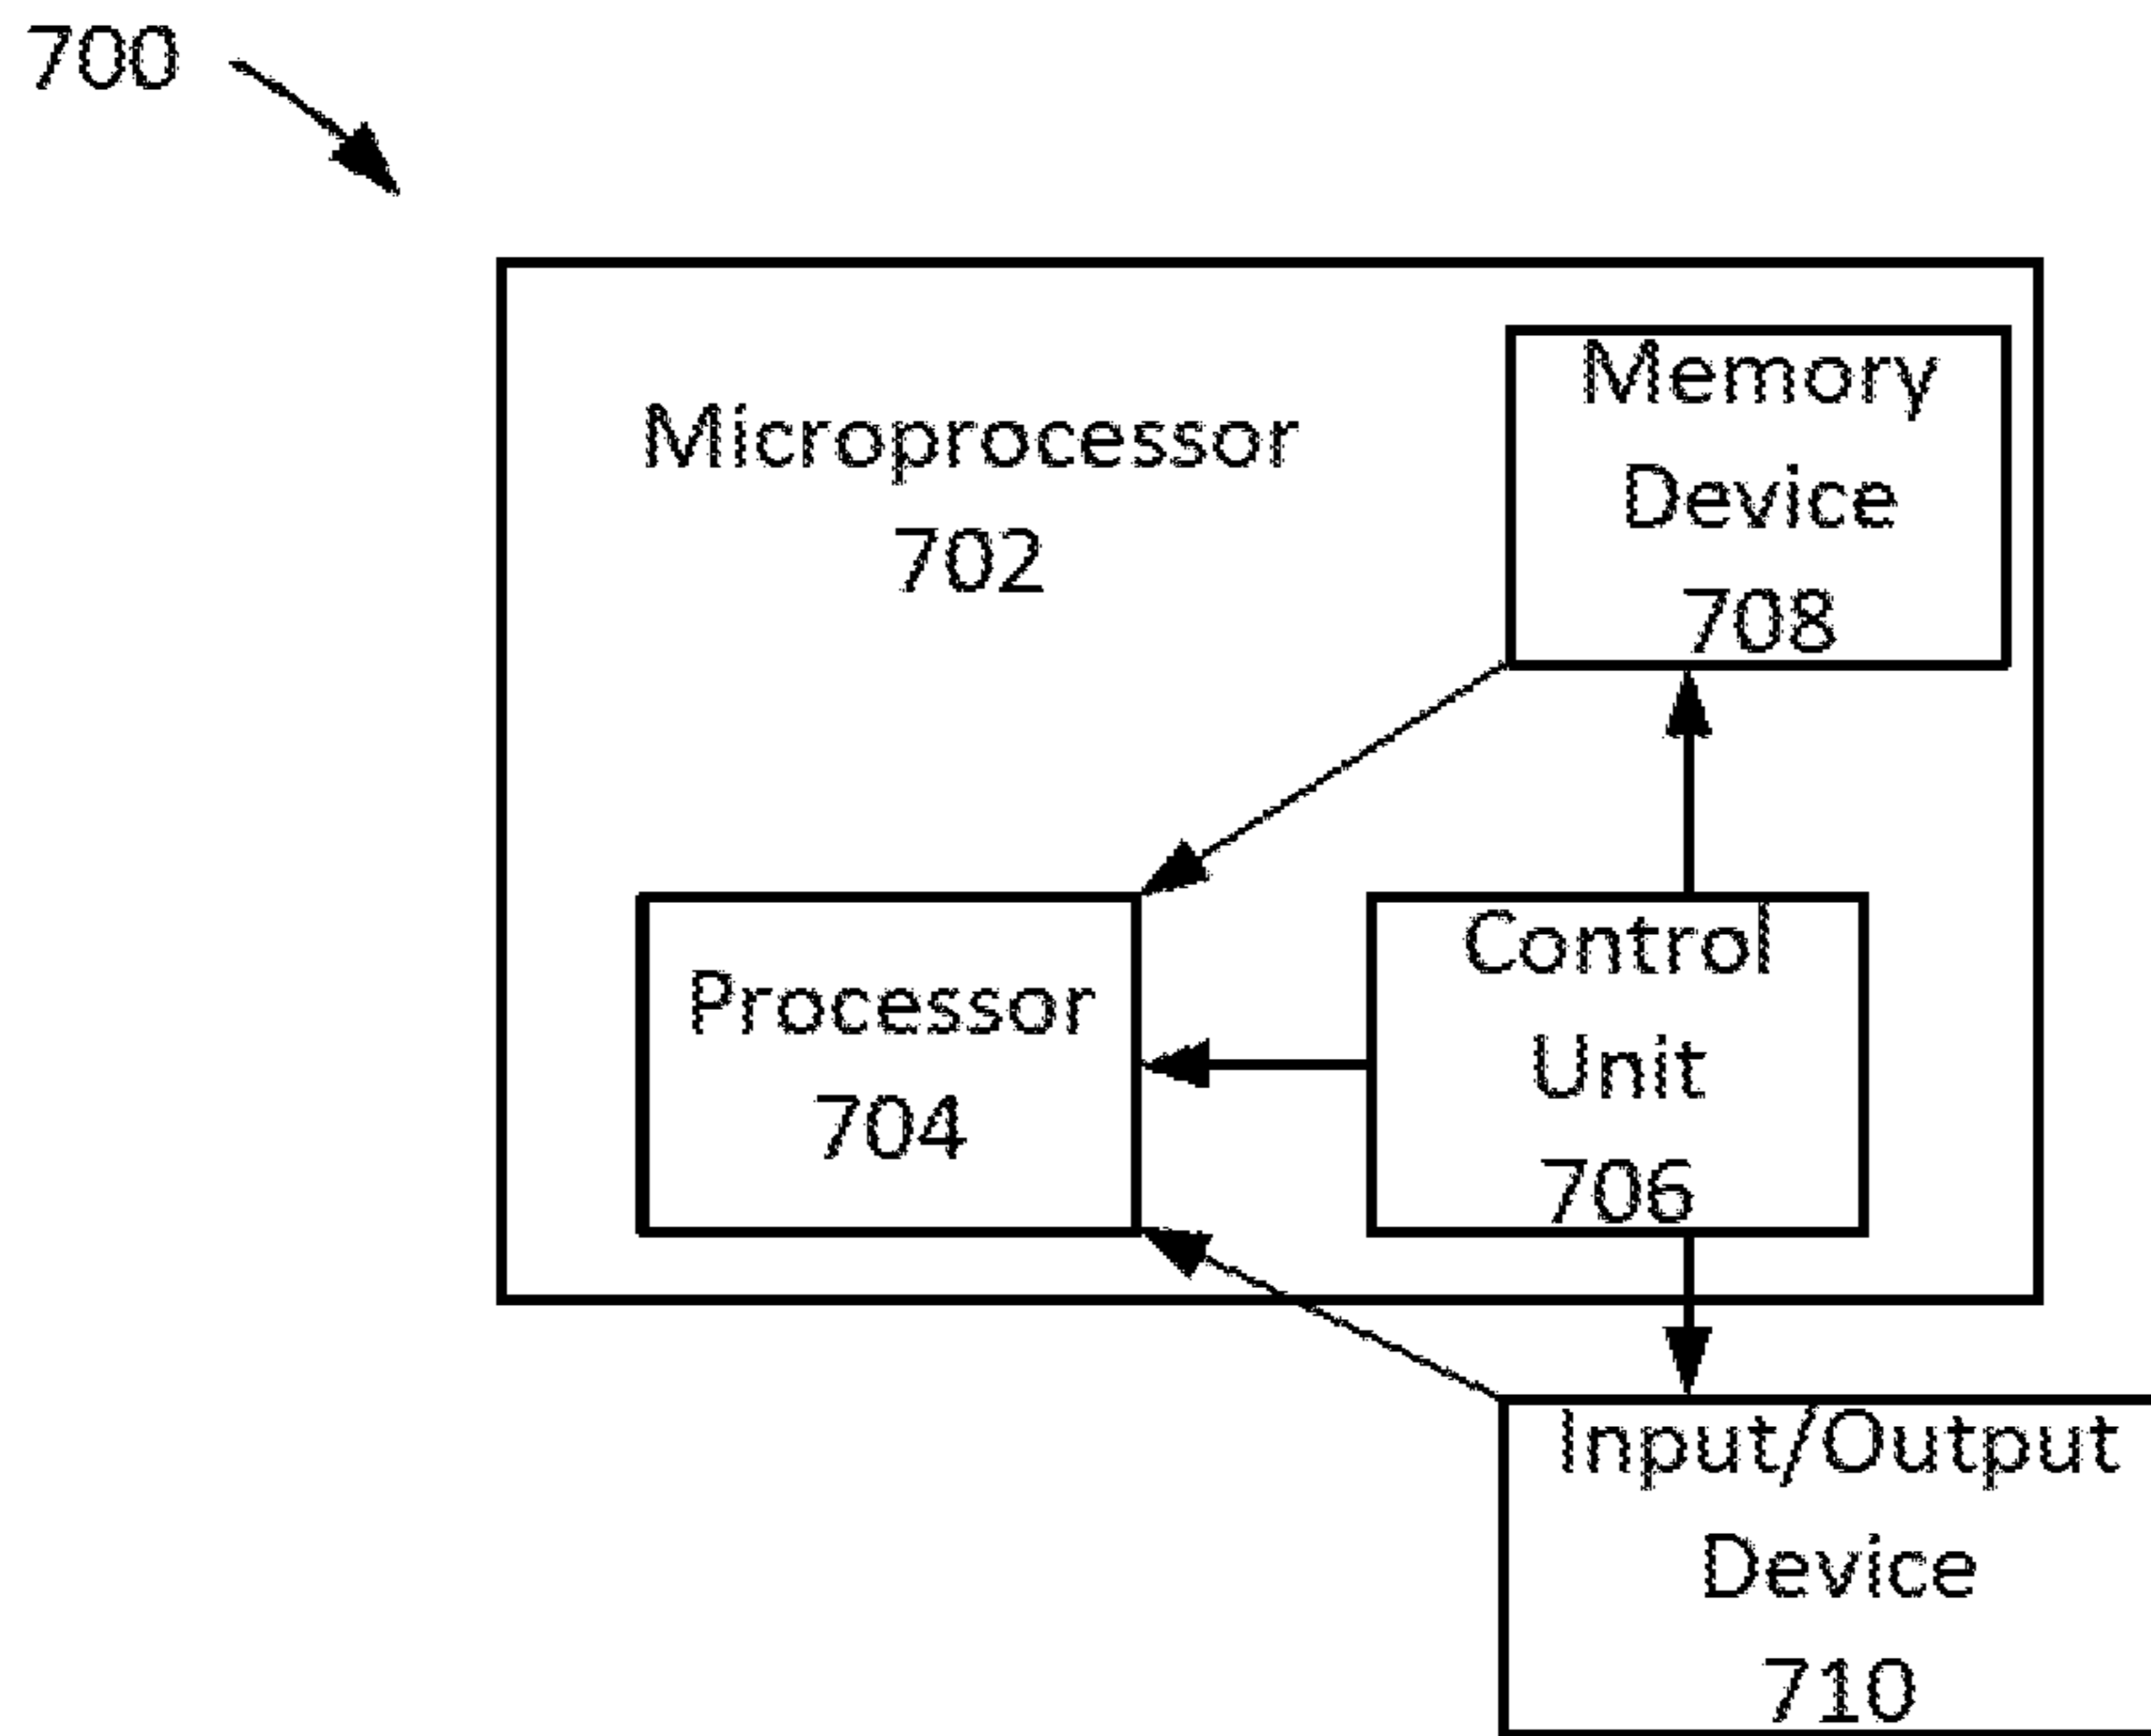 700
Microprocessor
702
Memory
Device
708
Processor
704
Control
Unit
706
Input/Output
Device
710